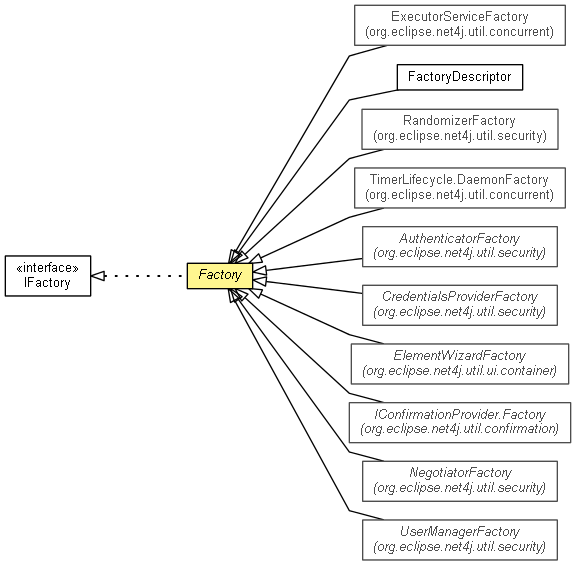 ExecutorServiceFactory
(org.eclipse.net4j.util.concurrent)
FactoryDescriptor
RandomizerFactory
(org.eclipse.net4j.util.security)
TimerLifecycle.DaemonFactory
(org.eclipse.net4j.util.concurrent)
AuthenticatorFactory
(org.eclipse.net4j.util.security)
«interface»
IFactory
Factory
CredentialsProviderFactory
(org.eclipse.net4j.util.security)
ElementWizardFactory
(org.eclipse.net4j.util.ui.container)
IConfirmationProvider.Factory
(org.eclipse.net4j.util.confirmation)
NegotiatorFactory
(org.eclipse.net4j.util.security)
UserManagerFactory
(org.eclipse.net4j.util.security)